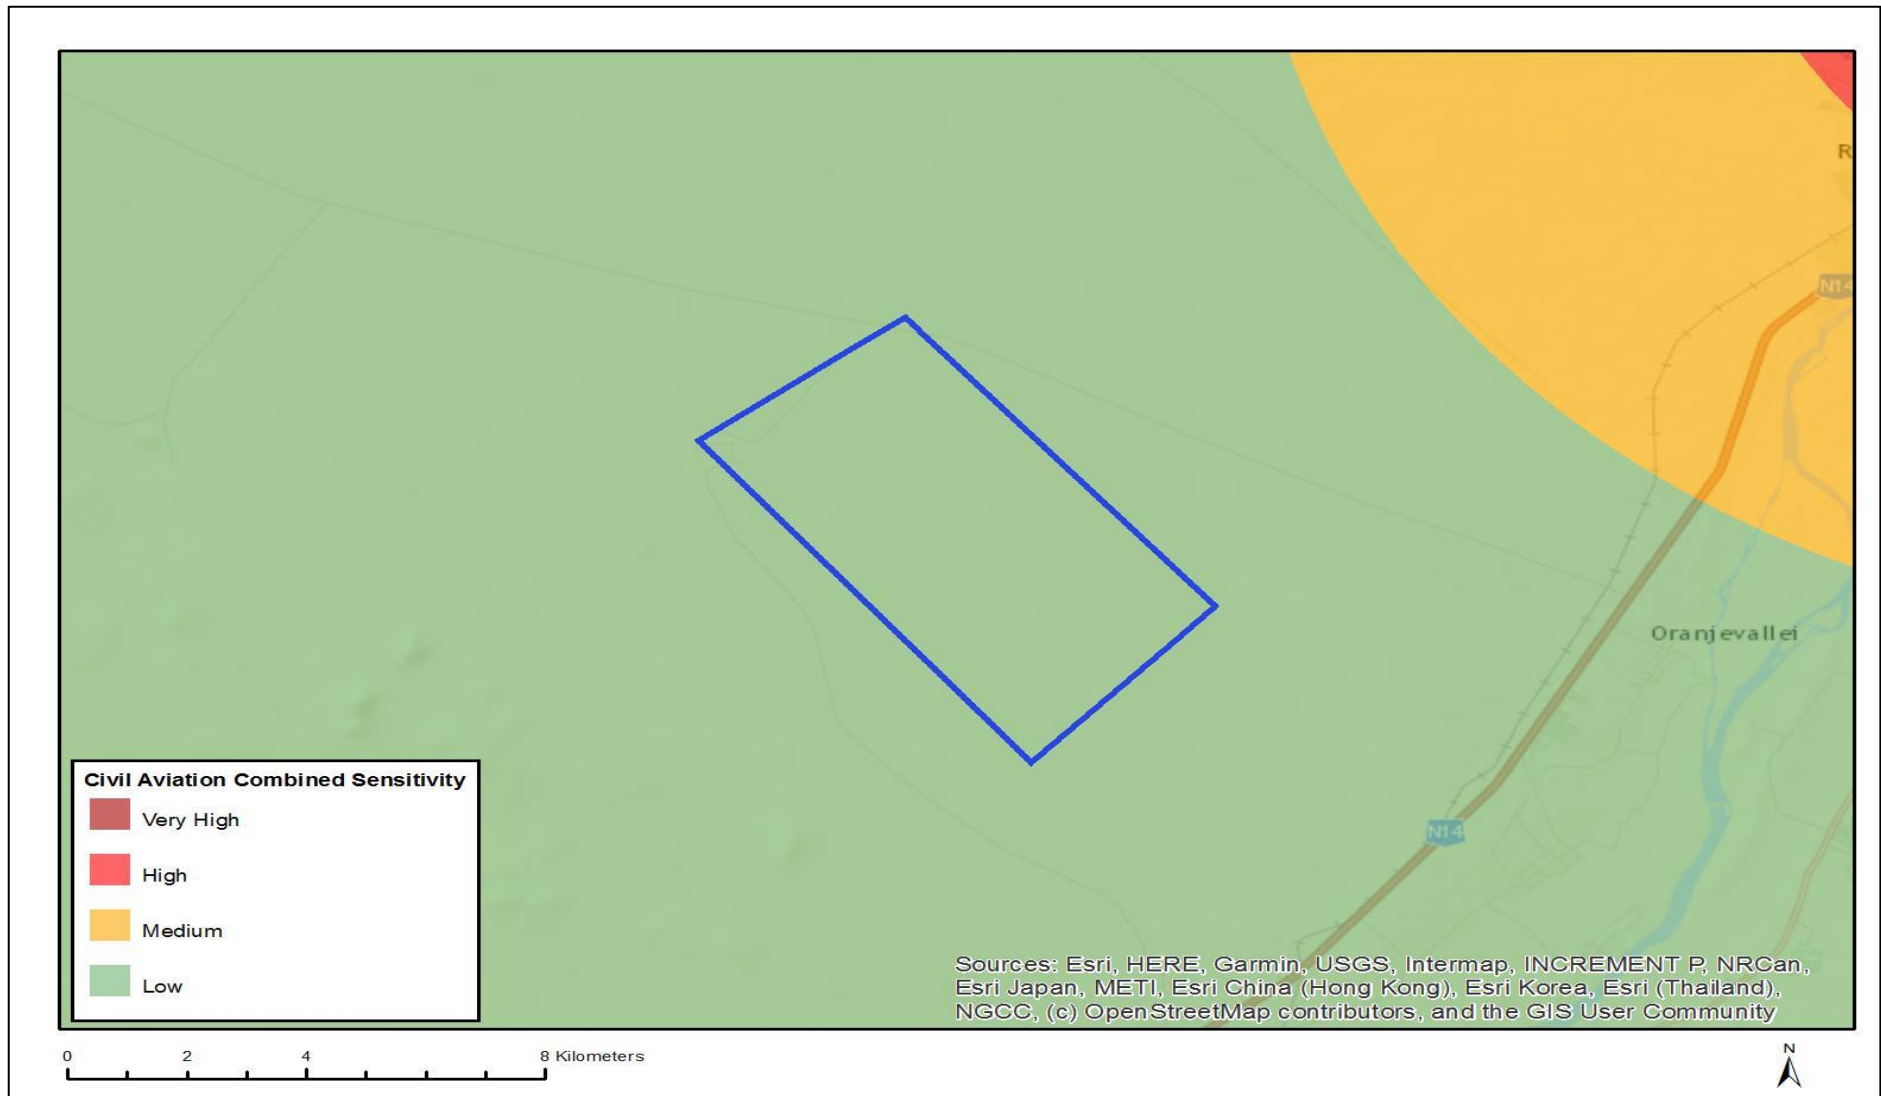 R
N14
Oranjevallei
Civil Aviation Combined Sensitivity
Very High
High
Medium
Low
N14
Sources: Esri, HERE, Garmin, USGS, Intermap, INCREMENT P, NRCan,
Esri Japan, METI, Esri China (Hong Kong), Esri Korea, Esri (Thailand),
NGCC, (c) OpenStreetMap contributors, and the GIS User Community
0 2 4 8 Kilometers
N